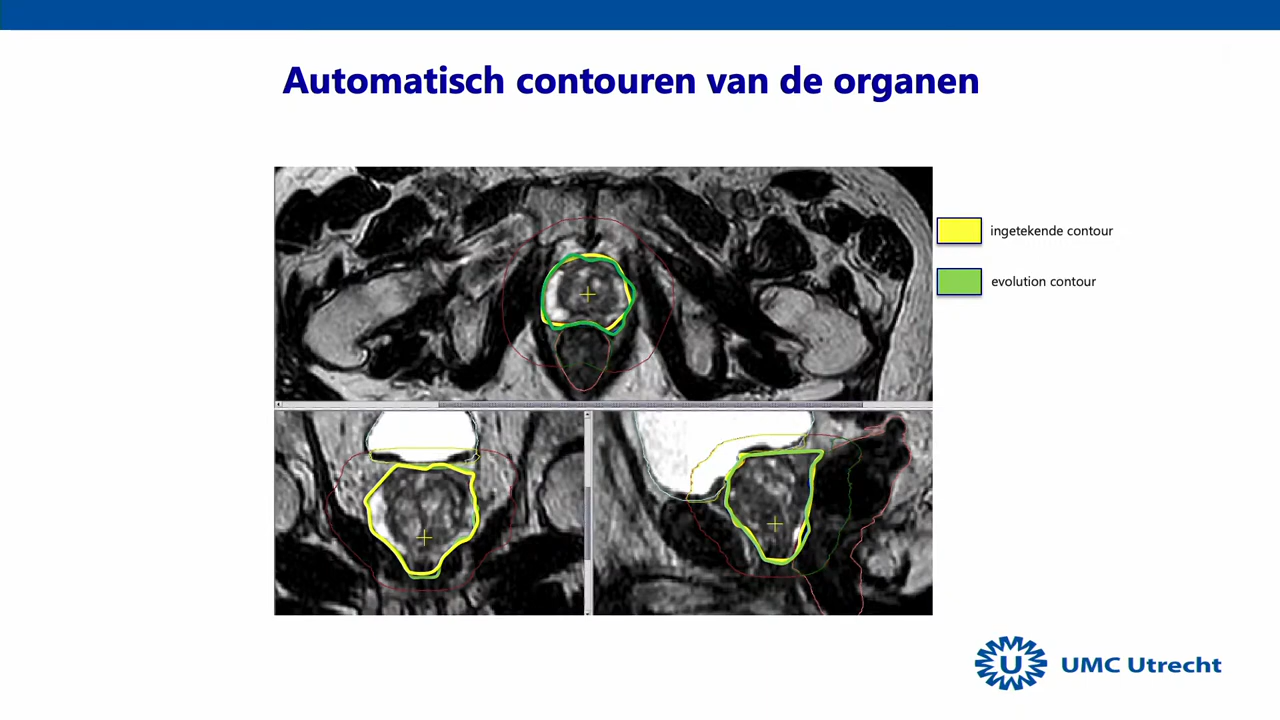 Automatisch contouren van de organen
ingetekende contour
evolution contour
U
UMC Utrecht